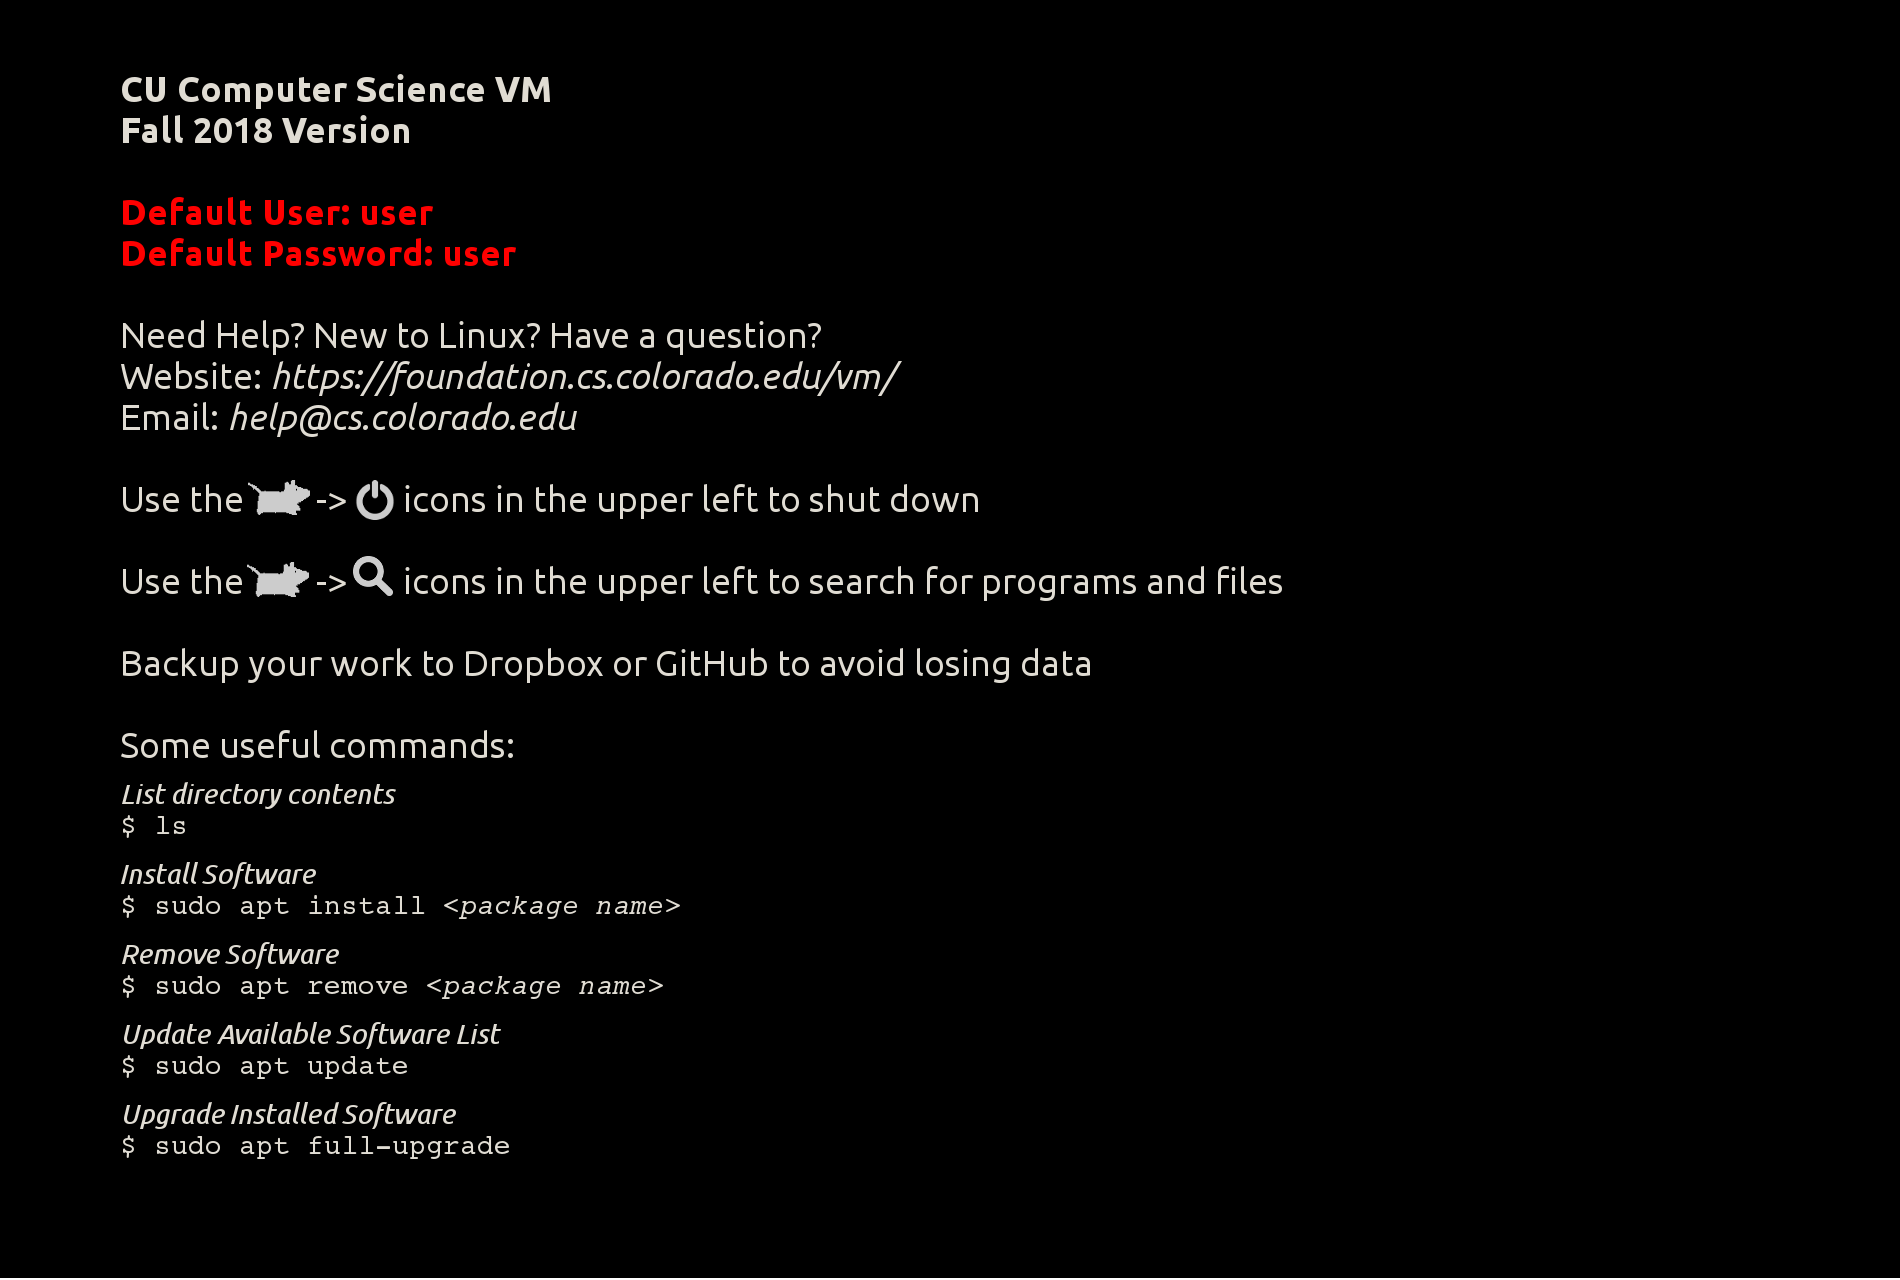 CU Computer Science VM
Fall 2018 Version
Default User: user
Default Password: user
Need Help? New to Linux? Have a question?
Website: https://foundation.cs.colorado.edu/vm/
Email: help@cs.colorado.edu
Use the -> icons in the upper left to shut down
Use the -> icons in the upper left to search for programs and files
Backup your work to Dropbox or GitHub to avoid losing data
Some useful commands:
List directory contents
$ ls
Install Software
$ sudo apt install <package name>
Remove Software
$ sudo apt remove <package name>
Update Available Software List
$ sudo apt update
Upgrade Installed Software
$ sudo apt full-upgrade